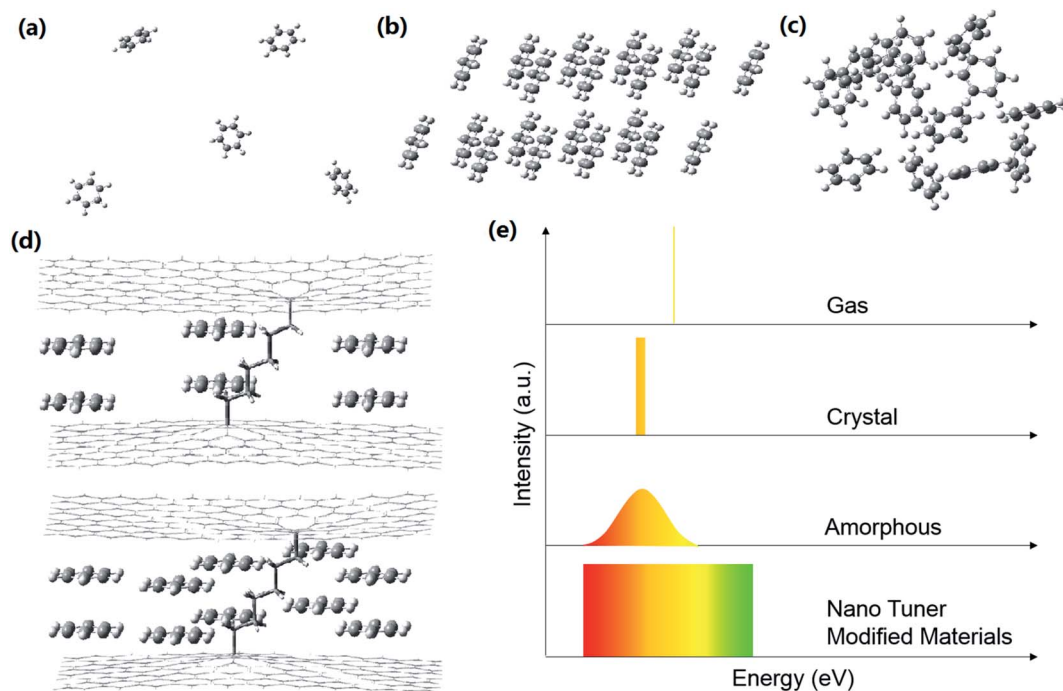 (a)
(b)
(c)
(d)
(e)
Intensity (a.u.)
Gas
Crystal
Amorphous
Nano Tuner
Modified Materials
Energy (eV)